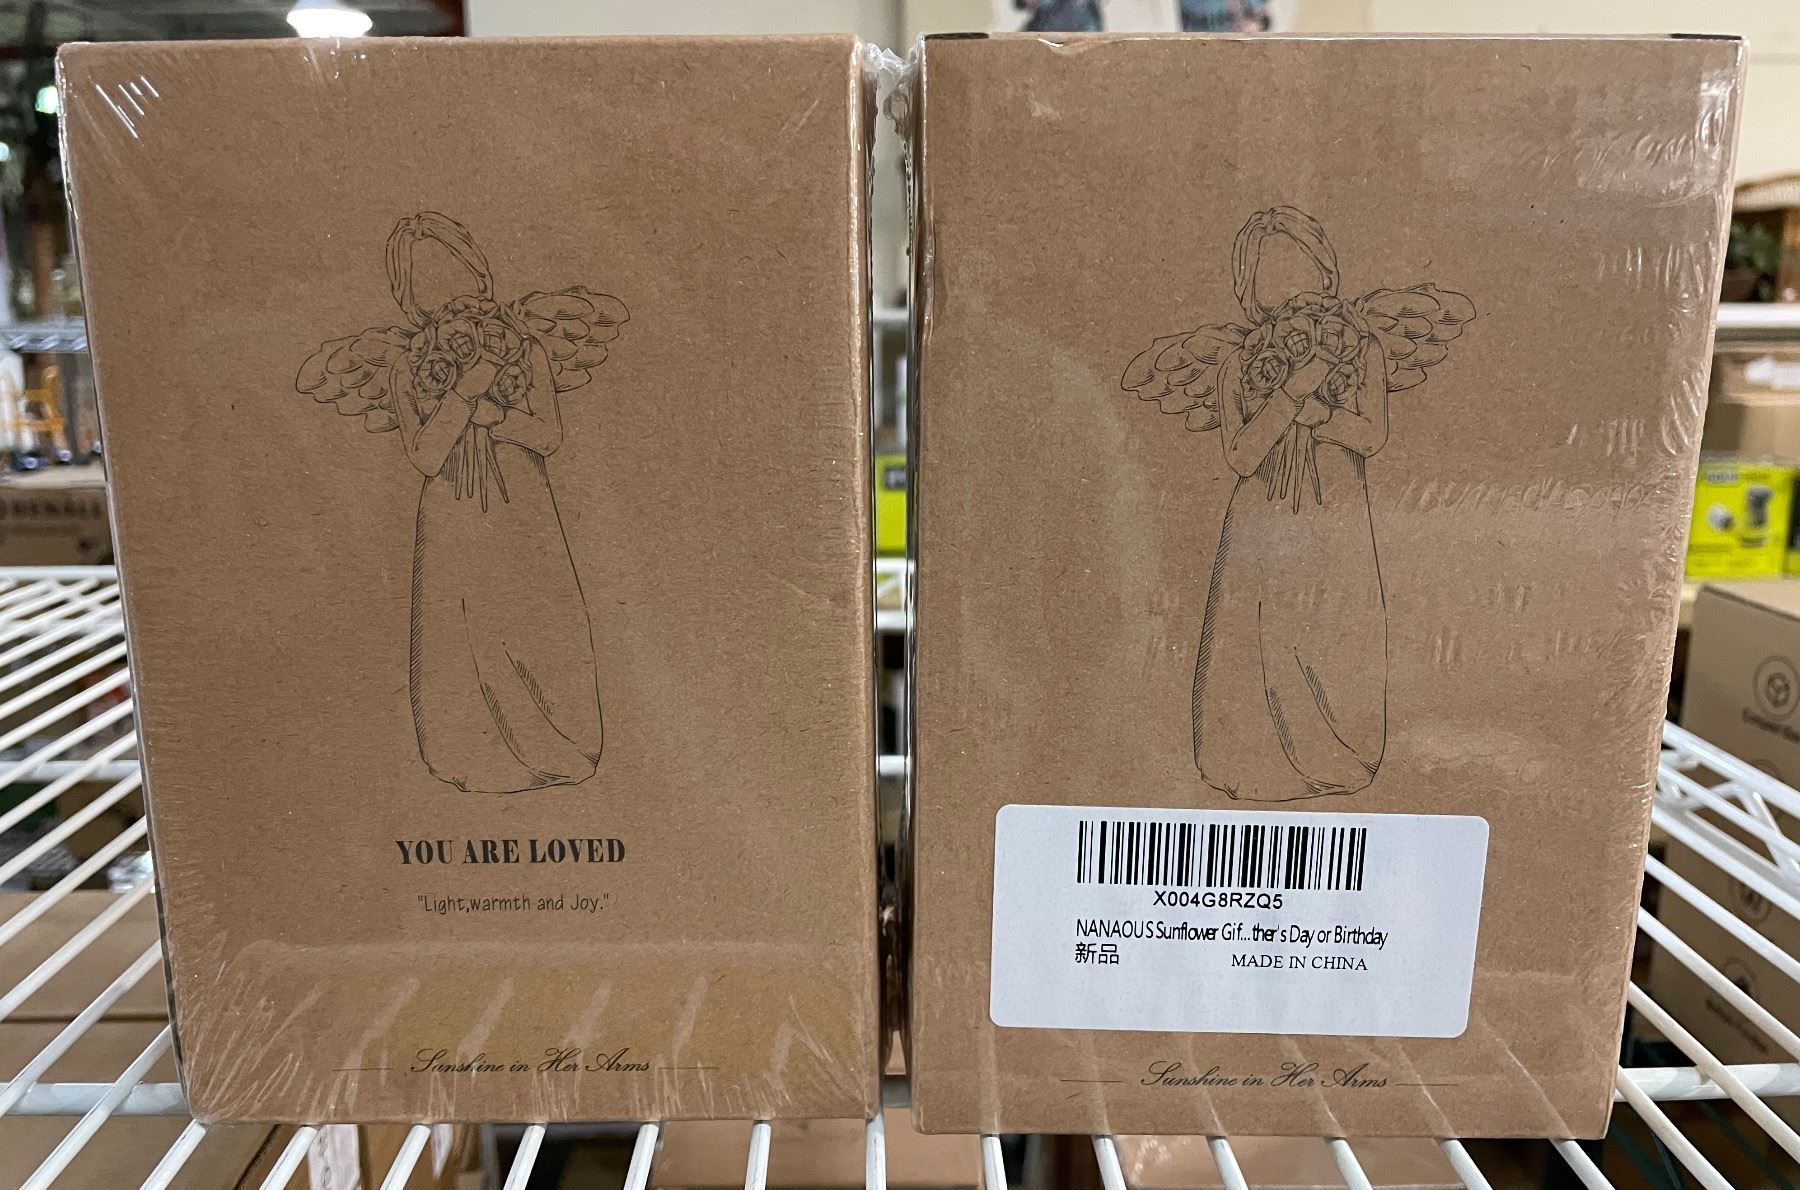 YOU ARE LOVED
"Light,warmth and Joy."
Sunshine in Her Arms
X004G8RZQ5
NANAOUS Sunflower Gif...ther's Day or Birthday
新品 MADE IN CHINA
Sunshine in Her Arms